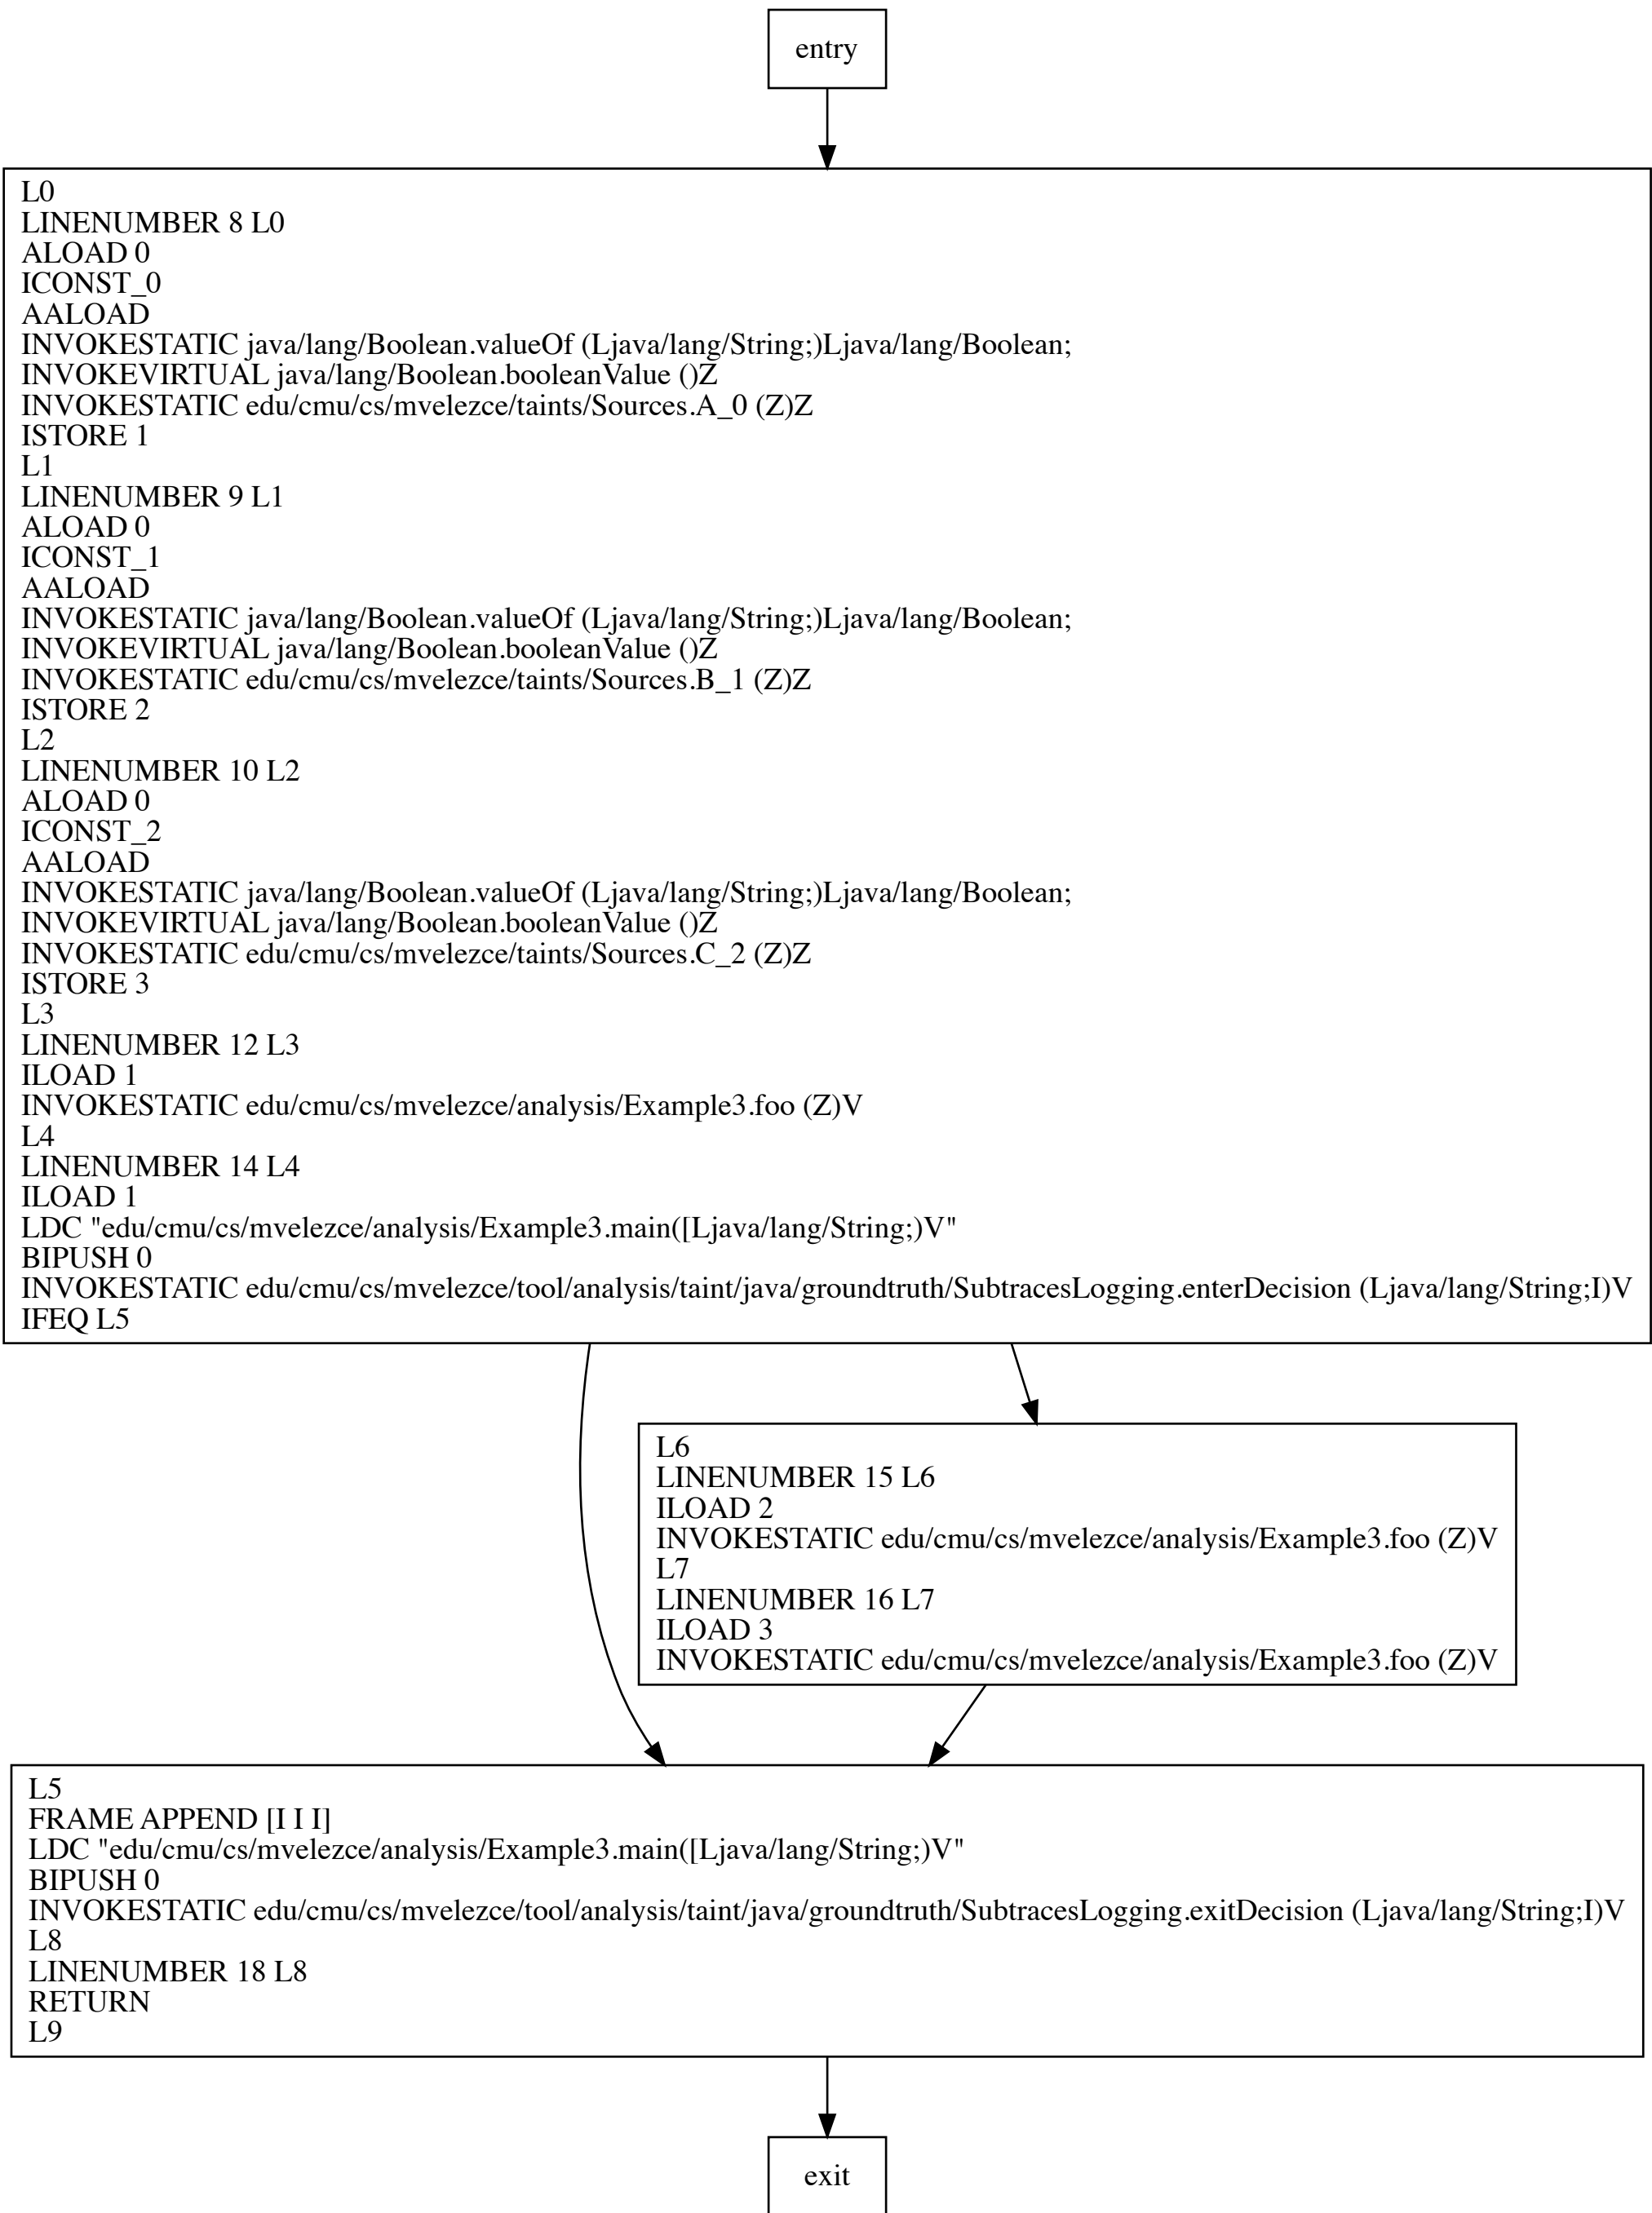 entry
L0
LINENUMBER 8 L0
ALOAD 0
ICONST_0
AALOAD
INVOKESTATIC java/lang/Boolean.valueOf (Ljava/lang/String;)Ljava/lang/Boolean;
INVOKEVIRTUAL java/lang/Boolean.booleanValue ()Z
INVOKESTATIC edu/cmu/cs/mvelezce/taints/Sources.A_0 (Z)Z
ISTORE 1
L1
LINENUMBER 9 L1
ALOAD 0
ICONST_1
AALOAD
INVOKESTATIC java/lang/Boolean.valueOf (Ljava/lang/String;)Ljava/lang/Boolean;
INVOKEVIRTUAL java/lang/Boolean.booleanValue ()Z
INVOKESTATIC edu/cmu/cs/mvelezce/taints/Sources.B_1 (Z)Z
ISTORE 2
L2
LINENUMBER 10 L2
ALOAD 0
ICONST_2
AALOAD
INVOKESTATIC java/lang/Boolean.valueOf (Ljava/lang/String;)Ljava/lang/Boolean;
INVOKEVIRTUAL java/lang/Boolean.booleanValue ()Z
INVOKESTATIC edu/cmu/cs/mvelezce/taints/Sources.C_2 (Z)Z
ISTORE 3
L3
LINENUMBER 12 L3
ILOAD 1
INVOKESTATIC edu/cmu/cs/mvelezce/analysis/Example3.foo (Z)V
L4
LINENUMBER 14 L4
ILOAD 1
LDC "edu/cmu/cs/mvelezce/analysis/Example3.main([Ljava/lang/String;)V"
BIPUSH 0
INVOKESTATIC edu/cmu/cs/mvelezce/tool/analysis/taint/java/groundtruth/SubtracesLogging.enterDecision (Ljava/lang/String;I)V
IFEQ L5
L6
LINENUMBER 15 L6
ILOAD 2
INVOKESTATIC edu/cmu/cs/mvelezce/analysis/Example3.foo (Z)V
L7
LINENUMBER 16 L7
ILOAD 3
INVOKESTATIC edu/cmu/cs/mvelezce/analysis/Example3.foo (Z)V
L5
FRAME APPEND [I I I]
LDC "edu/cmu/cs/mvelezce/analysis/Example3.main([Ljava/lang/String;)V"
BIPUSH 0
INVOKESTATIC edu/cmu/cs/mvelezce/tool/analysis/taint/java/groundtruth/SubtracesLogging.exitDecision (Ljava/lang/String;I)V
L8
LINENUMBER 18 L8
RETURN
L9
exit